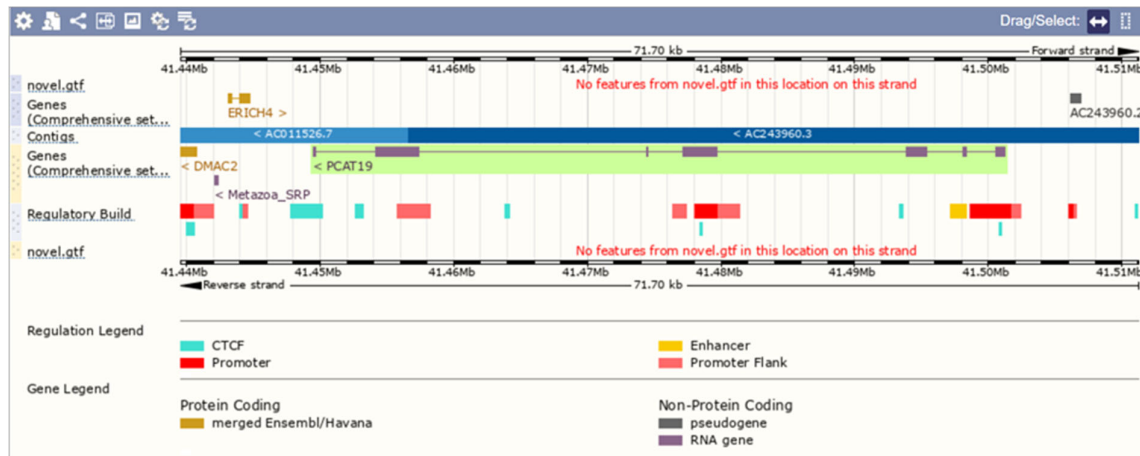 Drag/Select:
71.70 kb
Forward strand
41.44Mb 41.45Mb 41.46Mb 41.47Mb 41.48Mb 41.49Mb 41.50Mb 41.51Mb
novel.gtf
No features from novel.gtf in this location on this strand
Genes
(Comprehensive set...
ERICH4 >
AC243960.2
Contigs
< AC011526.7
< AC243960.3
Genes
(Comprehensive set...
< DMAC2
< PCAT19
< Metazoa_SRP
Regulatory Build
novel.gtf
No features from novel.gtf in this location on this strand
41.44Mb 41.45Mb 41.46Mb 41.47Mb 41.48Mb 41.49Mb 41.50Mb 41.51Mb
Reverse strand
71.70 kb
Regulation Legend
CTCF
Enhancer
Promoter
Promoter Flank
Gene Legend
Protein Coding
Non-Protein Coding
merged Ensembl/Havana
pseudogene
RNA gene